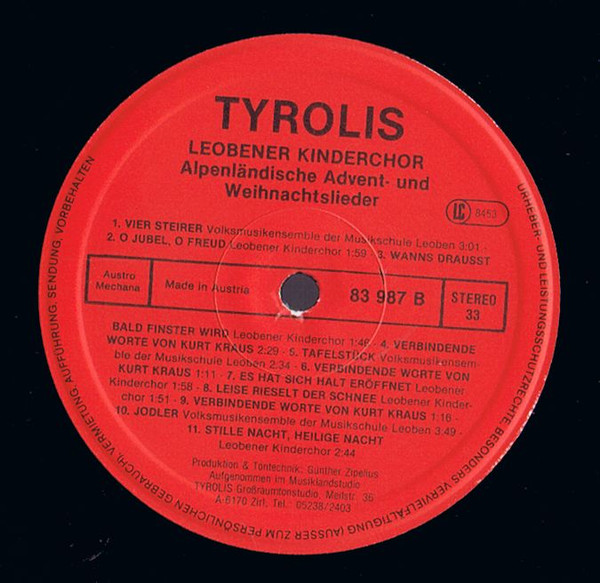 TYROLIS
LEOBENER KINDERCHOR
Alpenländische Advent- und
Weihnachtslieder
LC 8453
1. VIER STEIRER Volksmusikensemble der Musikschule Leoben 3:01 ·
2. O JUBEL, O FREUD Leobener Kinderchor 1:59 · 3. WANNS DRAUSST
Austro
Mechana
Made in Austria
83 987 B
STEREO
33
BALD FINSTER WIRD Leobener Kinderchor 1:46 · 4. VERBINDENDE
WORTE VON KURT KRAUS 2:29 · 5. TAFELSTÜCK Volksmusikensem-
ble der Musikschule Leoben 2:34 · 6. VERBINDENDE WORTE VON
KURT KRAUS 1:11 · 7. ES HAT SICH HALT ERÖFFNET Leobener
Kinderchor 1:58 · 8. LEISE RIESELT DER SCHNEE Leobener Kinder-
chor 1:51 · 9. VERBINDENDE WORTE VON KURT KRAUS 1:16 ·
10. JODLER Volksmusikensemble der Musikschule Leoben 3:49 ·
11. STILLE NACHT, HEILIGE NACHT
Leobener Kinderchor 2:44
Produktion & Tontechnik: Günther Zipelius
Aufgenommen im Musiklandstudio
TYROLIS Großräumtonstudio, Meilstr. 36
A-6170 Zirl, Tel. 05238/2403
URHEBER- UND LEISTUNGSSCHUTZRECHTE, BESONDERS VERVIELFÄLTIGUNG (AUSSER ZUM PERSÖNLICHEN GEBRAUCH), VERMIETUNG, AUFFÜHRUNG, SENDUNG, VORBEHALTEN